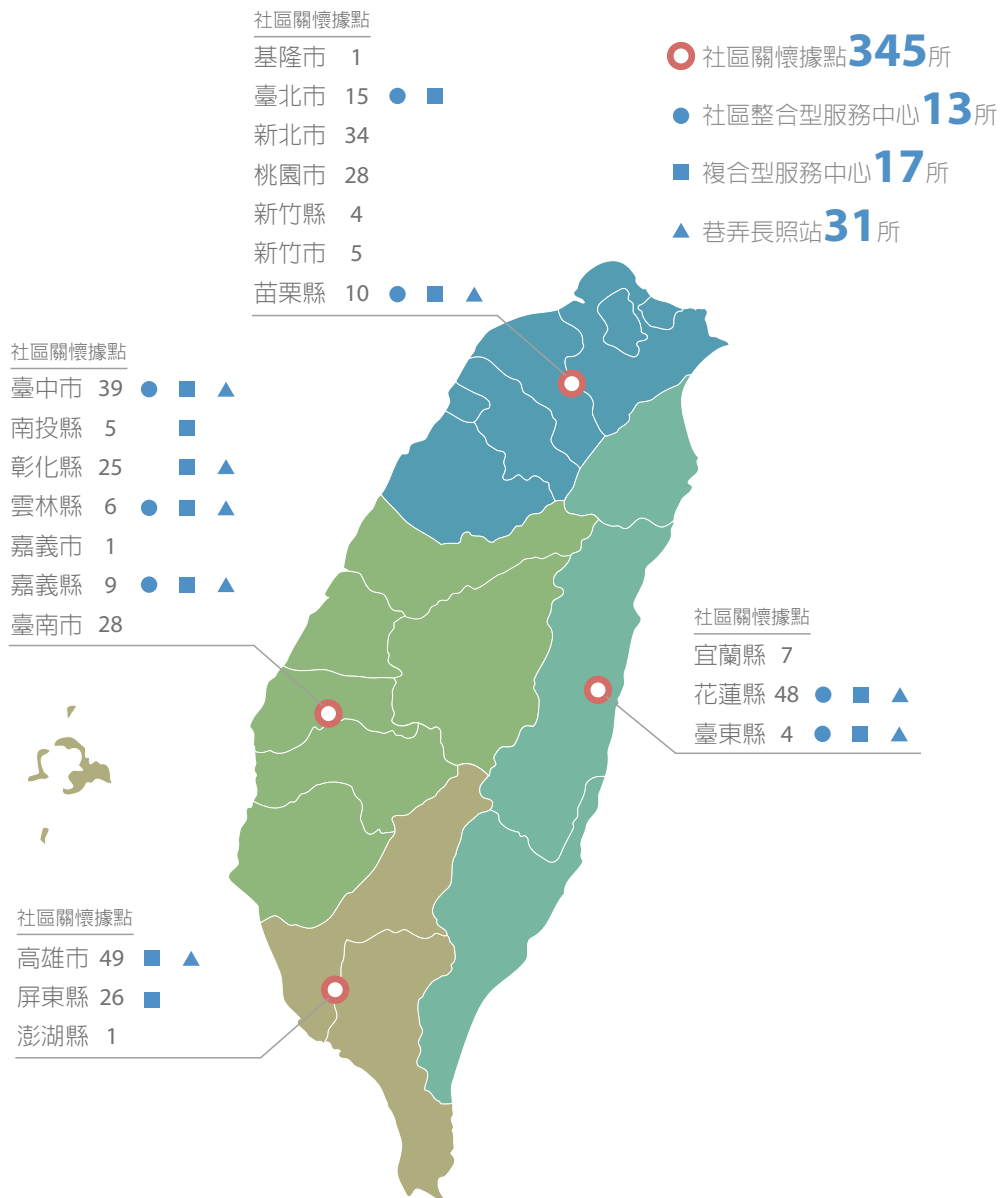 社區關懷據點
基隆市 1
臺北市 15
新北市 34
桃園市 28
新竹縣 4
新竹市 5
苗栗縣 10
社區關懷據點345所
社區整合型服務中心13所
複合型服務中心17所
巷弄長照站31所
社區關懷據點
臺中市 39
南投縣 5
彰化縣 25
雲林縣 6
嘉義市 1
嘉義縣 9
臺南市 28
社區關懷據點
宜蘭縣 7
花蓮縣 48
臺東縣 4
社區關懷據點
高雄市 49
屏東縣 26
澎湖縣 1